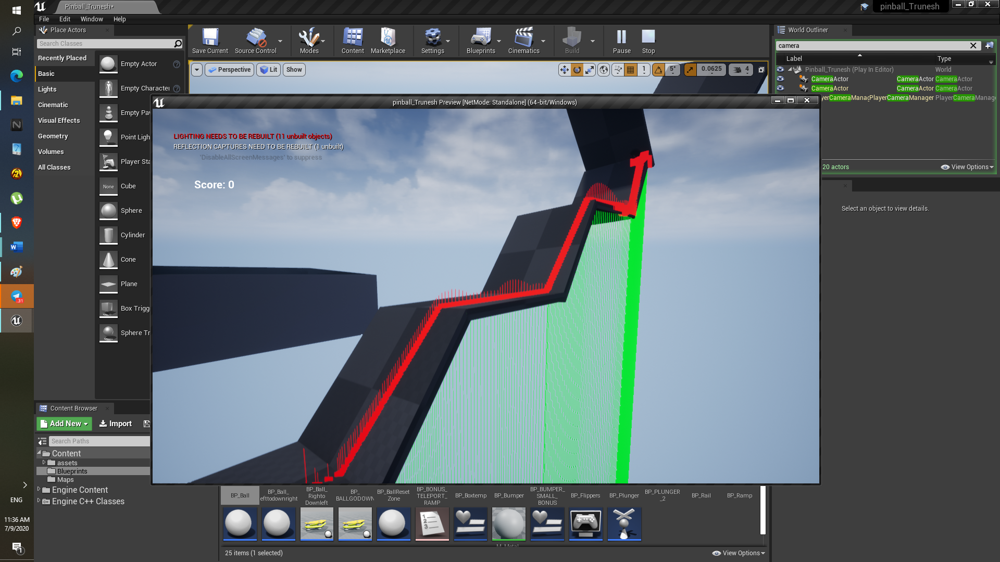 Pinball_Trunesh*
pinball_Trunesh
File Edit Window Help
Place Actors
World Outliner
Search Classes
camera
Save Current
Source Control
Modes
Content
Marketplace
Settings
Blueprints
Cinematics
Build
Pause
Stop
Recently Placed
Basic
Lights
Cinematic
Visual Effects
Geometry
Volumes
All Classes
Empty Actor
Empty Character
Empty Pa
Point Ligh
Player Sta
None
Cube
Sphere
Cylinder
Cone
Plane
Box Trigg
Sphere Tr
Perspective
Lit
Show
1
5°
0.0625
4
Label
Type
Pinball_Trunesh (Play In Editor) World
CameraActor CameraActor CameraActor
CameraActor CameraActor CameraActor
yerCameraManag PlayerCameraManager PlayerCameraManage
20 actors
View Options
Select an object to view details.
pinball_Trunesh Preview [NetMode: Standalone] (64-bit/Windows)
LIGHTING NEEDS TO BE REBUILT (11 unbuilt objects)
REFLECTION CAPTURES NEED TO BE REBUILT (1 unbuilt)
'DisableAllScreenMessages' to suppress
Score: 0
Content Browser
Add New
Import
Search Paths
Content
assets
Blueprints
Maps
Engine Content
Engine C++ Classes
BP_Ball
BP_Ball_
efttodownright
BP_Ball_
Righto
Downleft
BP_
BALLGODOWN
BP_BallReset
Zone
BP_BONUS_
TELEPORT_
RAMP
BP_Boxtemp
BP_Bumper
BP_BUMPER_
SMALL_
BONUS
BP_Flippers
BP_Plunger
BP_PLUNGER
_2
BP_Rail
BP_Ramp
M_Metal
25 items (1 selected)
View Options
31
ENG
11:36 AM
7/9/2020
1